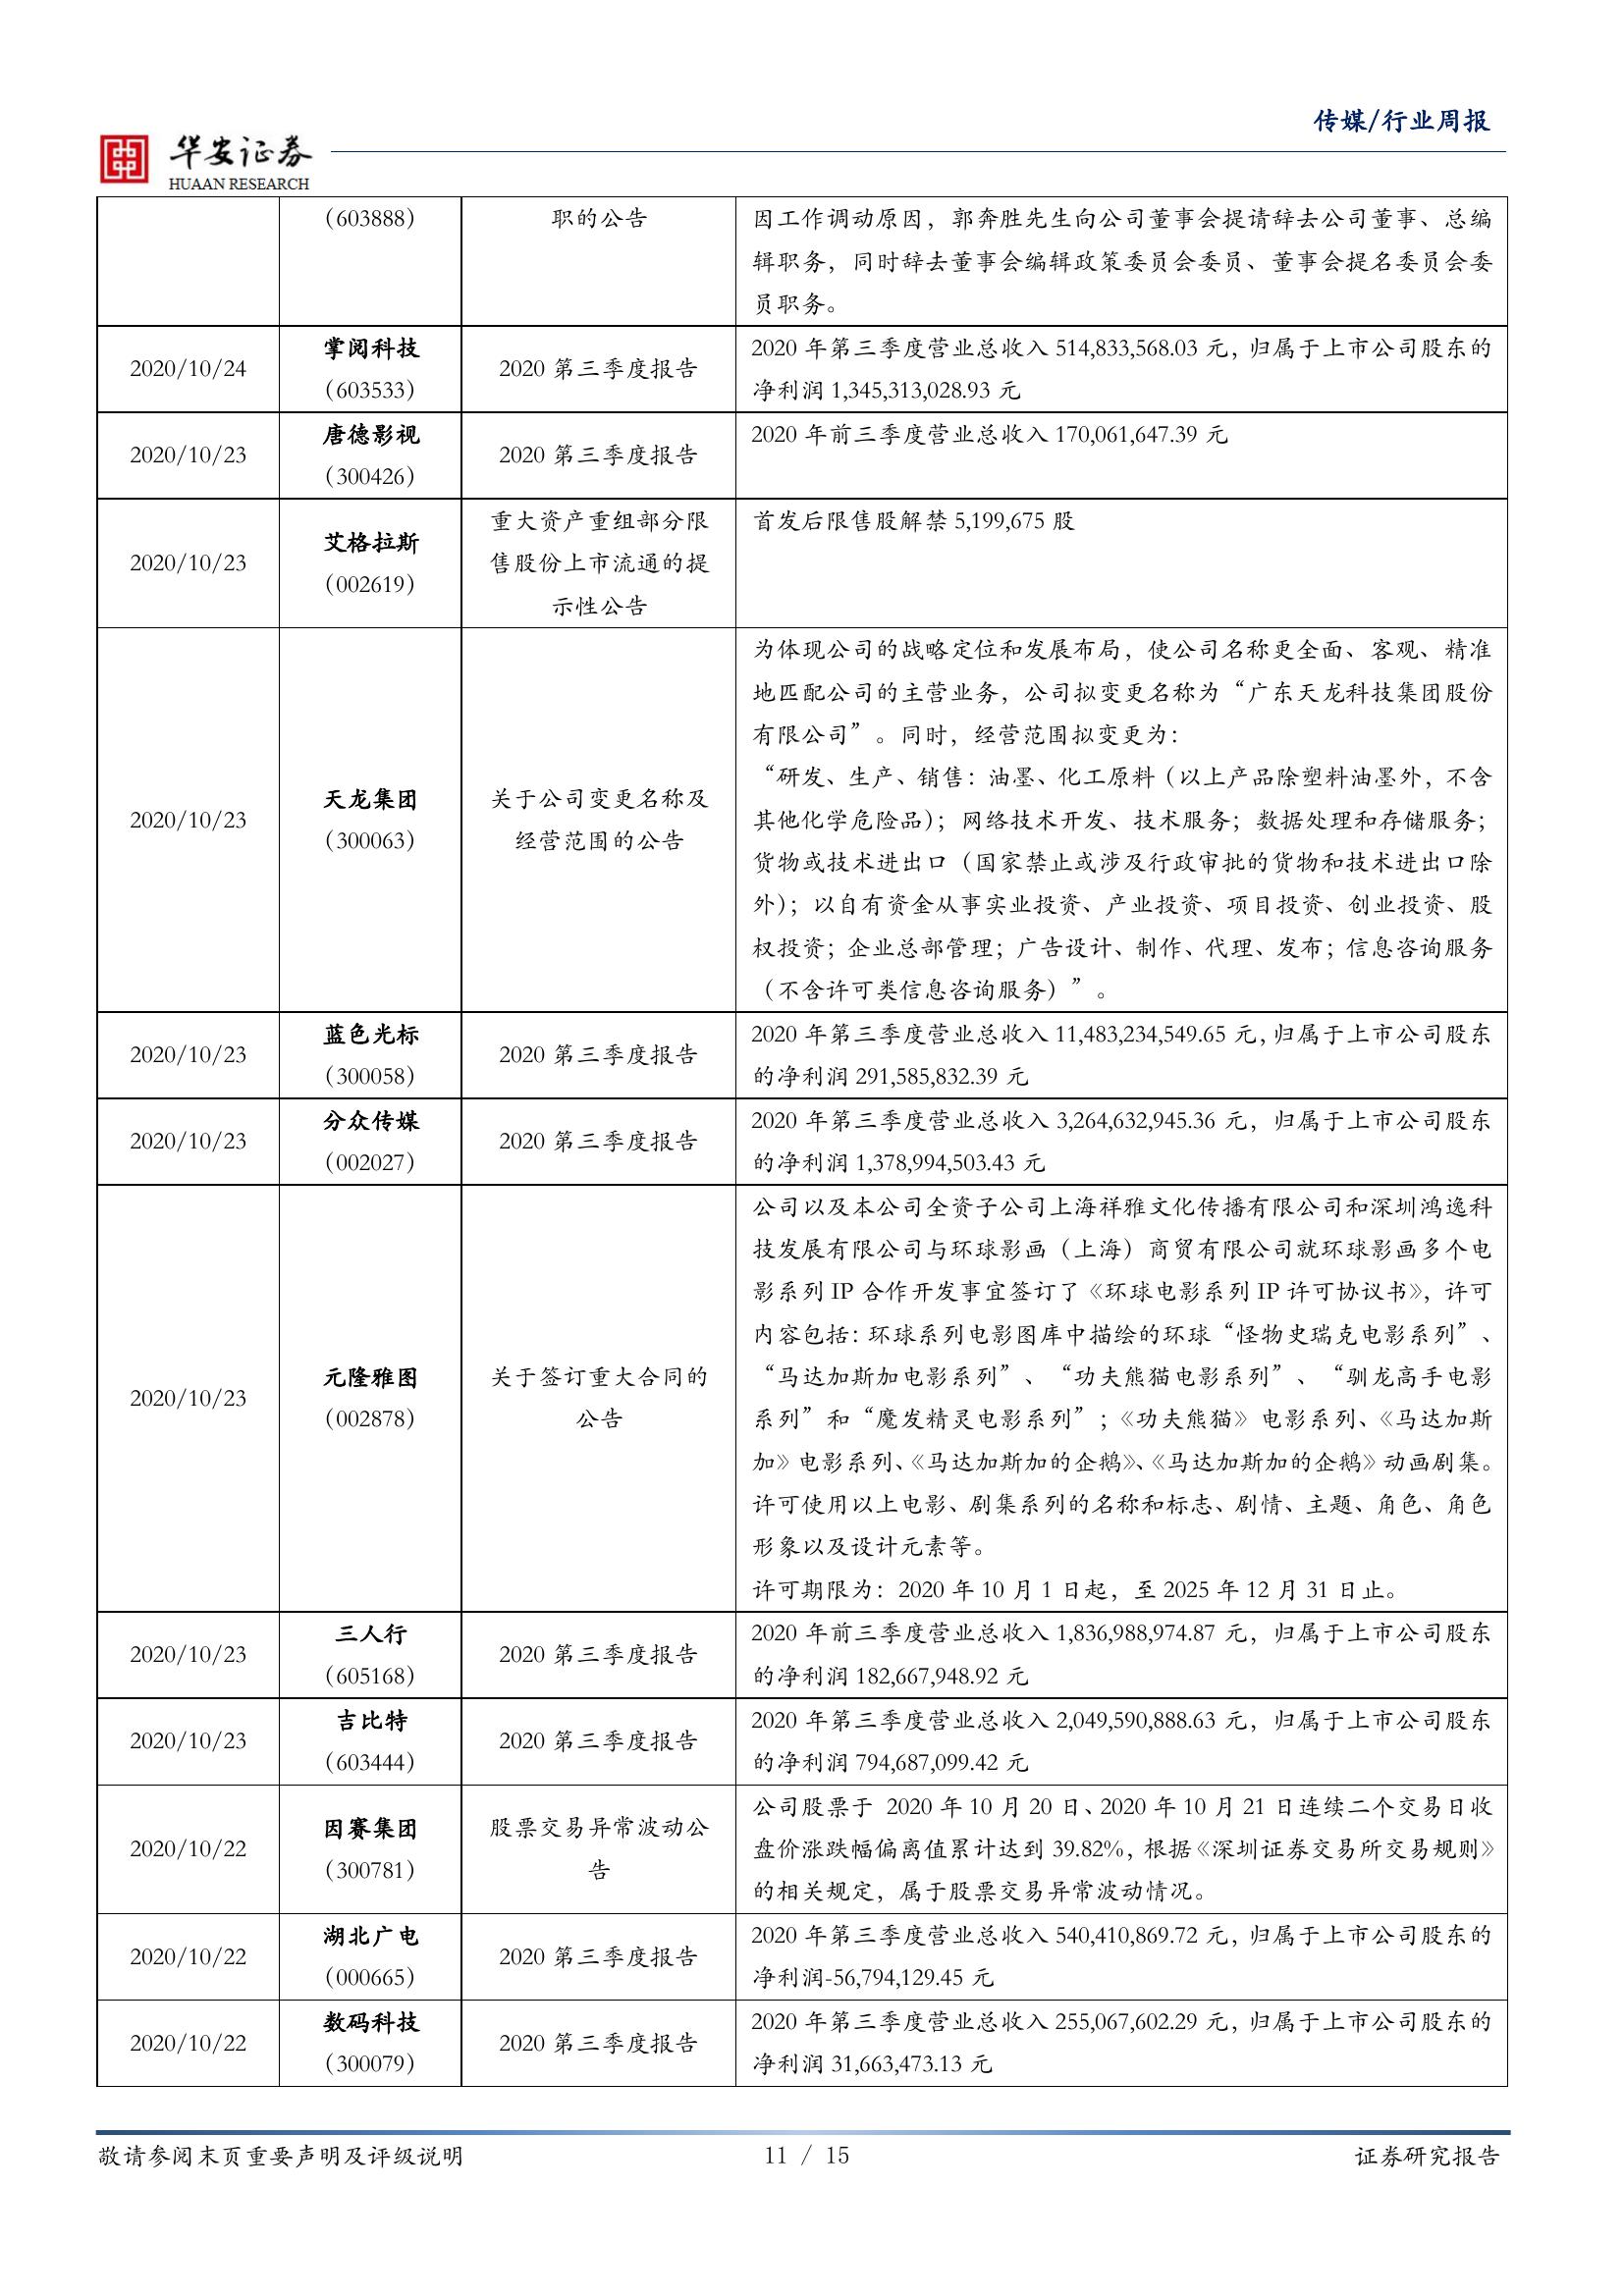 传媒/行业周报
华安证券
HUAAN RESEARCH
（603888）
职的公告
因工作调动原因，郭奔胜先生向公司董事会提请辞去公司董事、总编
辑职务，同时辞去董事会编辑政策委员会委员、董事会提名委员会委
员职务。
2020/10/24
掌阅科技
（603533）
2020 第三季度报告
2020 年第三季度营业总收入 514,833,568.03 元，归属于上市公司股东的
净利润 1,345,313,028.93 元
2020/10/23
唐德影视
（300426）
2020 第三季度报告
2020 年前三季度营业总收入 170,061,647.39 元
2020/10/23
艾格拉斯
（002619）
重大资产重组部分限
售股份上市流通的提
示性公告
首发后限售股解禁 5,199,675 股
2020/10/23
天龙集团
（300063）
关于公司变更名称及
经营范围的公告
为体现公司的战略定位和发展布局，使公司名称更全面、客观、精准
地匹配公司的主营业务，公司拟变更名称为“广东天龙科技集团股份
有限公司”。同时，经营范围拟变更为：
“研发、生产、销售：油墨、化工原料（以上产品除塑料油墨外，不含
其他化学危险品）；网络技术开发、技术服务；数据处理和存储服务；
货物或技术进出口（国家禁止或涉及行政审批的货物和技术进出口除
外）；以自有资金从事实业投资、产业投资、项目投资、创业投资、股
权投资；企业总部管理；广告设计、制作、代理、发布；信息咨询服务
（不含许可类信息咨询服务）”。
2020/10/23
蓝色光标
（300058）
2020 第三季度报告
2020 年第三季度营业总收入 11,483,234,549.65 元，归属于上市公司股东
的净利润 291,585,832.39 元
2020/10/23
分众传媒
（002027）
2020 第三季度报告
2020 年第三季度营业总收入 3,264,632,945.36 元，归属于上市公司股东
的净利润 1,378,994,503.43 元
2020/10/23
元隆雅图
（002878）
关于签订重大合同的
公告
公司以及本公司全资子公司上海祥雅文化传播有限公司和深圳鸿逸科
技发展有限公司与环球影画（上海）商贸有限公司就环球影画多个电
影系列 IP 合作开发事宜签订了《环球电影系列 IP 许可协议书》，许可
内容包括：环球系列电影图库中描绘的环球“怪物史瑞克电影系列”、
“马达加斯加电影系列”、“功夫熊猫电影系列”、“驯龙高手电影
系列”和“魔发精灵电影系列”；《功夫熊猫》电影系列、《马达加斯
加》电影系列、《马达加斯加的企鹅》、《马达加斯加的企鹅》动画剧集。
许可使用以上电影、剧集系列的名称和标志、剧情、主题、角色、角色
形象以及设计元素等。
许可期限为：2020 年 10 月 1 日起，至 2025 年 12 月 31 日止。
2020/10/23
三人行
（605168）
2020 第三季度报告
2020 年前三季度营业总收入 1,836,988,974.87 元，归属于上市公司股东
的净利润 182,667,948.92 元
2020/10/23
吉比特
（603444）
2020 第三季度报告
2020 年第三季度营业总收入 2,049,590,888.63 元，归属于上市公司股东
的净利润 794,687,099.42 元
2020/10/22
因赛集团
（300781）
股票交易异常波动公
告
公司股票于 2020 年 10 月 20 日、2020 年 10 月 21 日连续二个交易日收
盘价涨跌幅偏离值累计达到 39.82%，根据《深圳证券交易所交易规则》
的相关规定，属于股票交易异常波动情况。
2020/10/22
湖北广电
（000665）
2020 第三季度报告
2020 年第三季度营业总收入 540,410,869.72 元，归属于上市公司股东的
净利润-56,794,129.45 元
2020/10/22
数码科技
（300079）
2020 第三季度报告
2020 年第三季度营业总收入 255,067,602.29 元，归属于上市公司股东的
净利润 31,663,473.13 元
敬请参阅末页重要声明及评级说明
11 / 15
证券研究报告